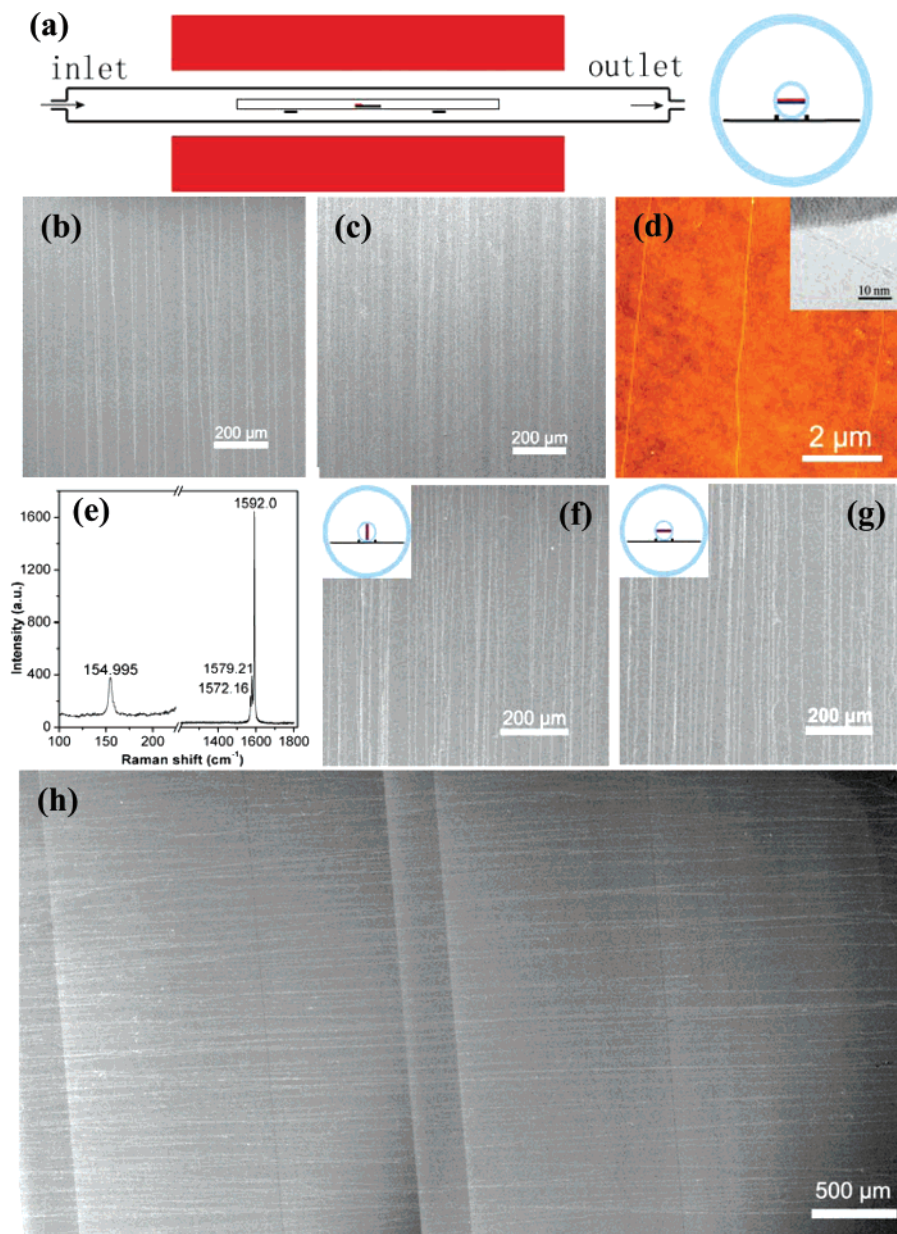 (a)
inlet
outlet
(b)
200 µm
(c)
200 µm
(d)
10 nm
2 µm
(e)
1600
1200
800
400
0
Intensity (a.u.)
1592.0
154.995
1579.21
1572.16
100 150 200 1400 1600 1800
Raman shift (cm⁻¹)
(f)
200 µm
(g)
200 µm
(h)
500 µm